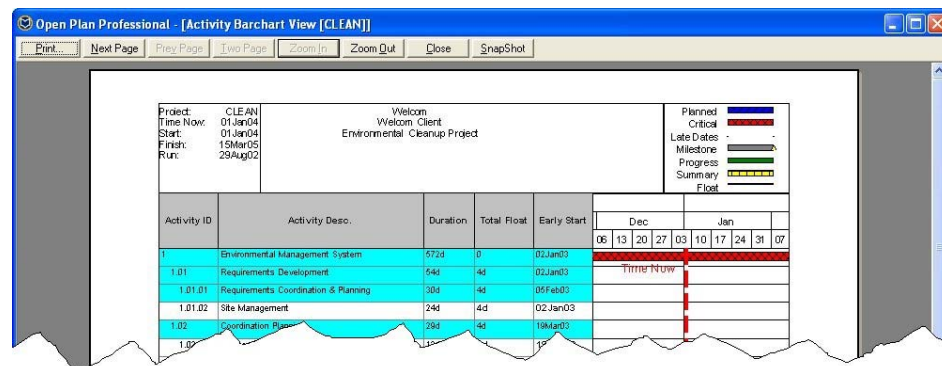 Open Plan Professional - [Activity Barchart View [CLEAN]]
Print... Next Page Prev Page Two Page Zoom In Zoom Out Close SnapShot
Project: CLEAN
Time Now: 01Jan04
Start: 01Jan04
Finish: 15Mar05
Run: 29Aug02
Welcom
Welcom Client
Environmental Cleanup Project
Planned
Critical
Late Dates
Milestone
Progress
Summary
Float
Activity ID Activity Desc. Duration Total Float Early Start
Dec Jan
06 13 20 27 03 10 17 24 31 07
1 Environmental Management System 572d 0 02Jan03
Time Now
1.01 Requirements Development 54d 4d 02Jan03
1.01.01 Requirements Coordination & Planning 30d 4d 05Feb03
1.01.02 Site Management 24d 4d 02Jan03
1.02 Coordination 29d 4d 19Mar03